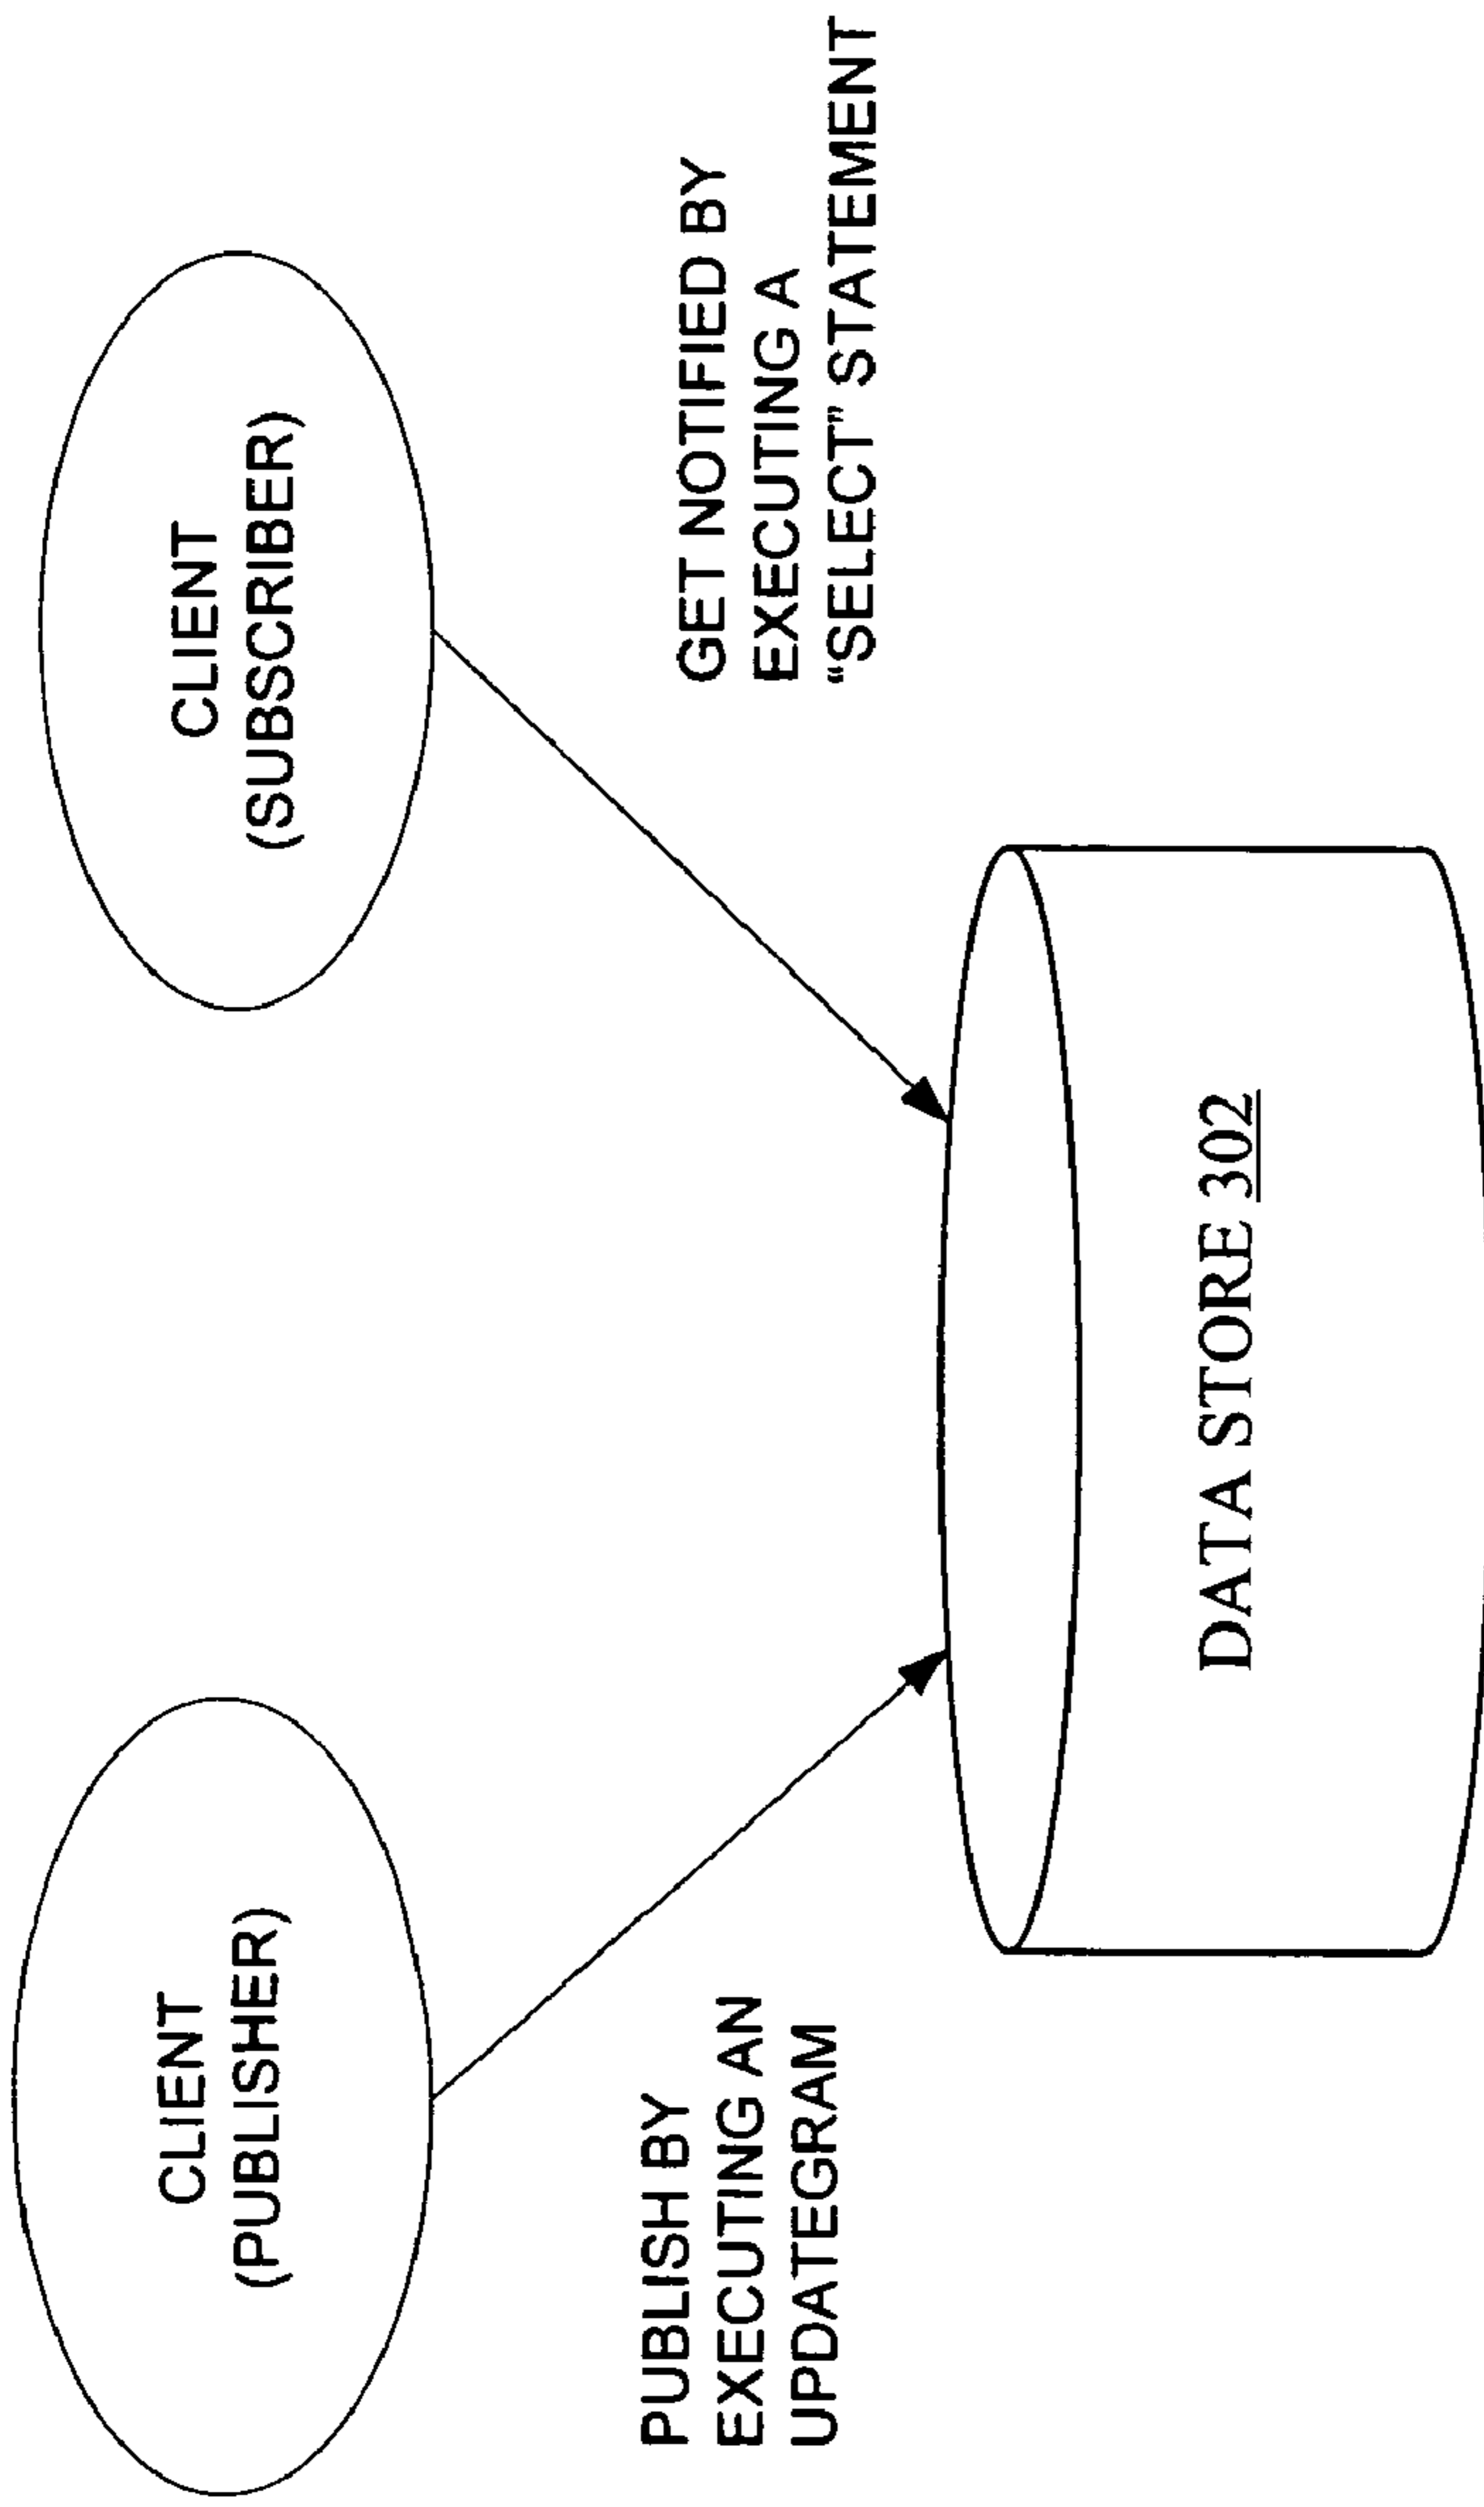 CLIENT
(PUBLISHER)
CLIENT
(SUBSCRIBER)
PUBLISH BY
EXECUTING AN
UPDATEGRAM
GET NOTIFIED BY
EXECUTING A
“SELECT” STATEMENT
DATA STORE 302